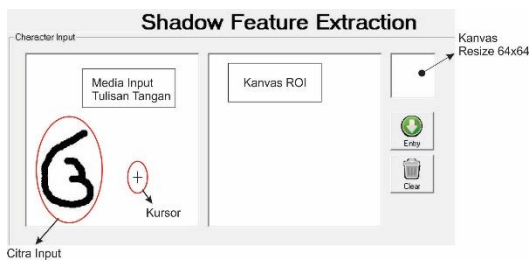 Shadow Feature Extraction
Character Input
Kanvas
Resize 64x64
Media Input
Tulisan Tangan
Kanvas ROI
Entry
Clear
Kursor
Citra Input